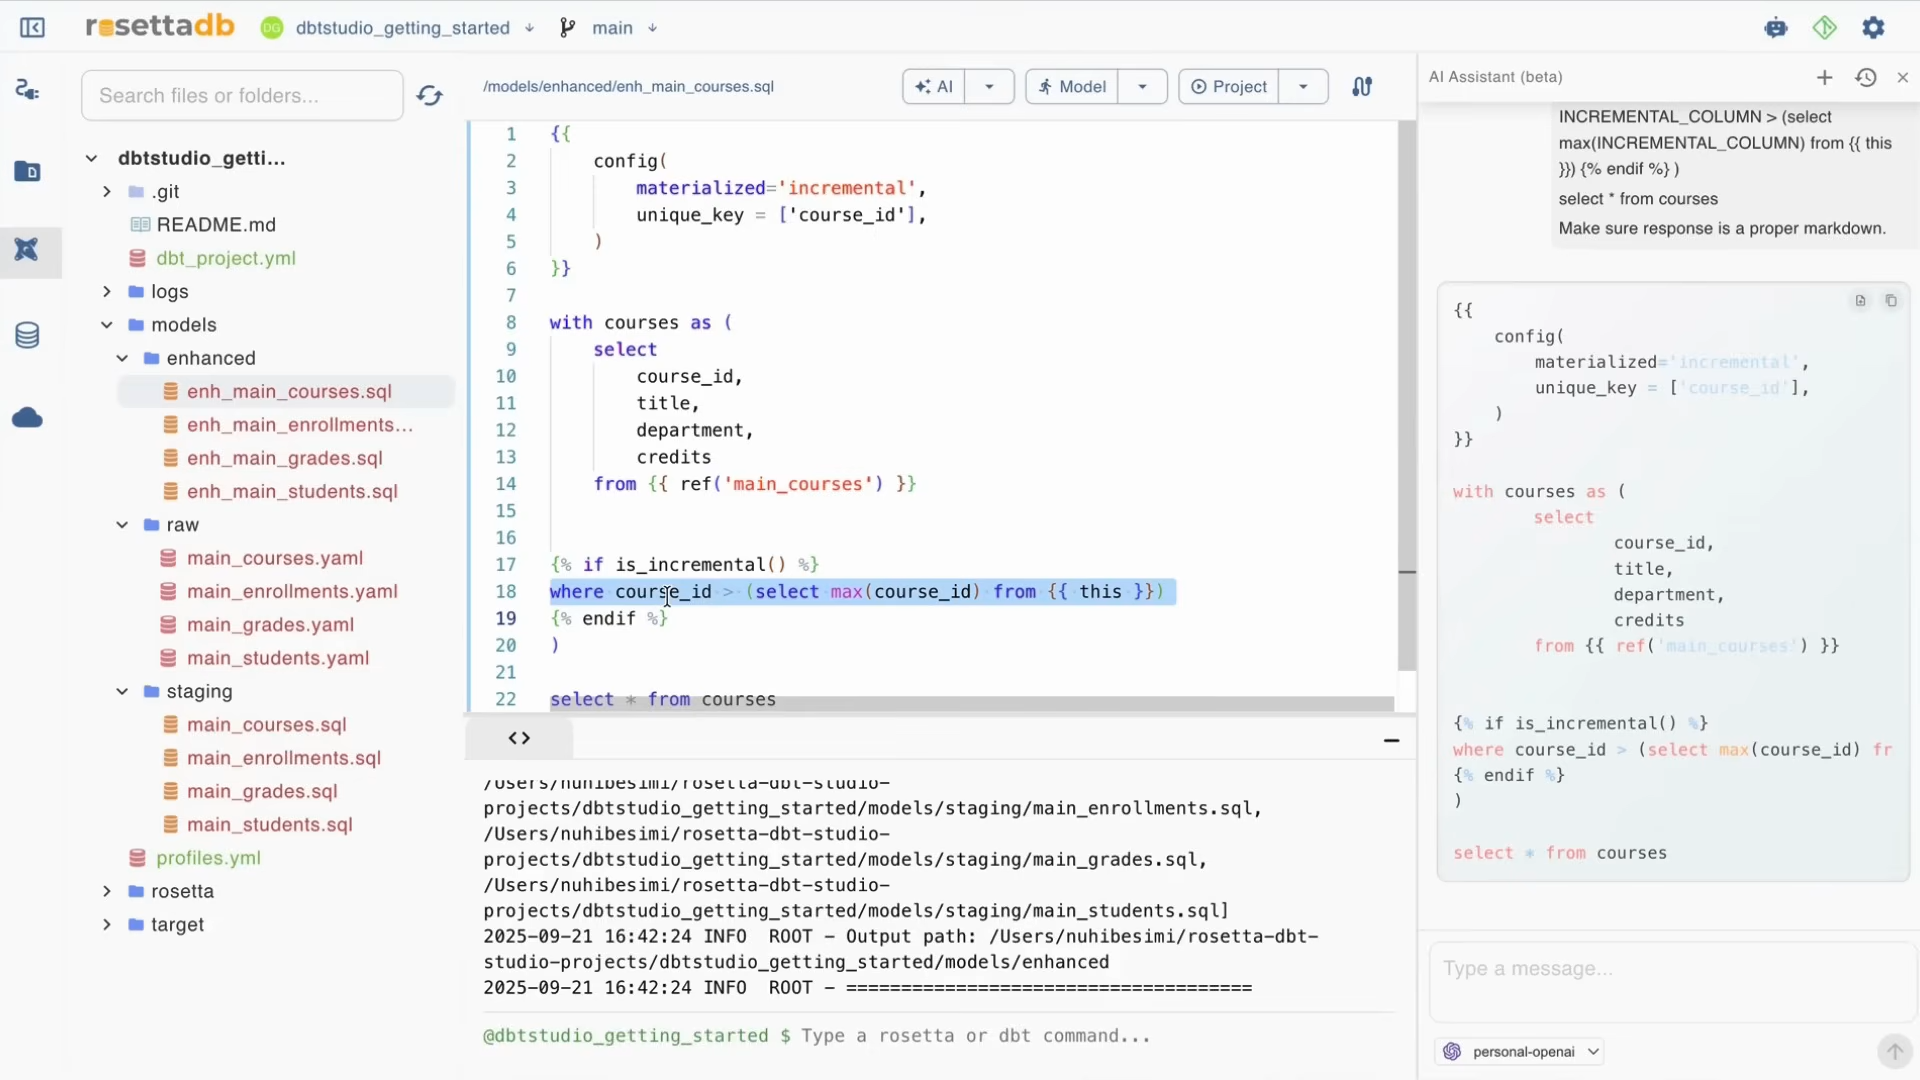 rosettadb
DG
dbtstudio_getting_started
main
Search files or folders...
dbtstudio_getti...
.git
README.md
dbt_project.yml
logs
models
enhanced
enh_main_courses.sql
enh_main_enrollments...
enh_main_grades.sql
enh_main_students.sql
raw
main_courses.yaml
main_enrollments.yaml
main_grades.yaml
main_students.yaml
staging
main_courses.sql
main_enrollments.sql
main_grades.sql
main_students.sql
profiles.yml
rosetta
target
/models/enhanced/enh_main_courses.sql
AI
Model
Project
1 {{
2 config(
3 materialized='incremental',
4 unique_key = ['course_id'],
5 )
6 }}
7
8 with courses as (
9 select
10 course_id,
11 title,
12 department,
13 credits
14 from {{ ref('main_courses') }}
15
16
17 {% if is_incremental() %}
18 where course_id > (select max(course_id) from {{ this }})
19 {% endif %}
20 )
21
22 select * from courses
/Users/nuhibesimi/rosetta-dbt-studio-
projects/dbtstudio_getting_started/models/staging/main_enrollments.sql,
/Users/nuhibesimi/rosetta-dbt-studio-
projects/dbtstudio_getting_started/models/staging/main_grades.sql,
/Users/nuhibesimi/rosetta-dbt-studio-
projects/dbtstudio_getting_started/models/staging/main_students.sql]
2025-09-21 16:42:24 INFO  ROOT - Output path: /Users/nuhibesimi/rosetta-dbt-
studio-projects/dbtstudio_getting_started/models/enhanced
2025-09-21 16:42:24 INFO  ROOT - =====================================
@dbtstudio_getting_started $ Type a rosetta or dbt command...
AI Assistant (beta)
INCREMENTAL_COLUMN > (select
max(INCREMENTAL_COLUMN) from {{ this
}}) {% endif %} )
select * from courses
Make sure response is a proper markdown.
{{
config(
materialized='incremental',
unique_key = ['course_id'],
)
}}
with courses as (
select
course_id,
title,
department,
credits
from {{ ref('main_courses') }}
{% if is_incremental() %}
where course_id > (select max(course_id) fr
{% endif %}
)
select * from courses
Type a message...
personal-openai